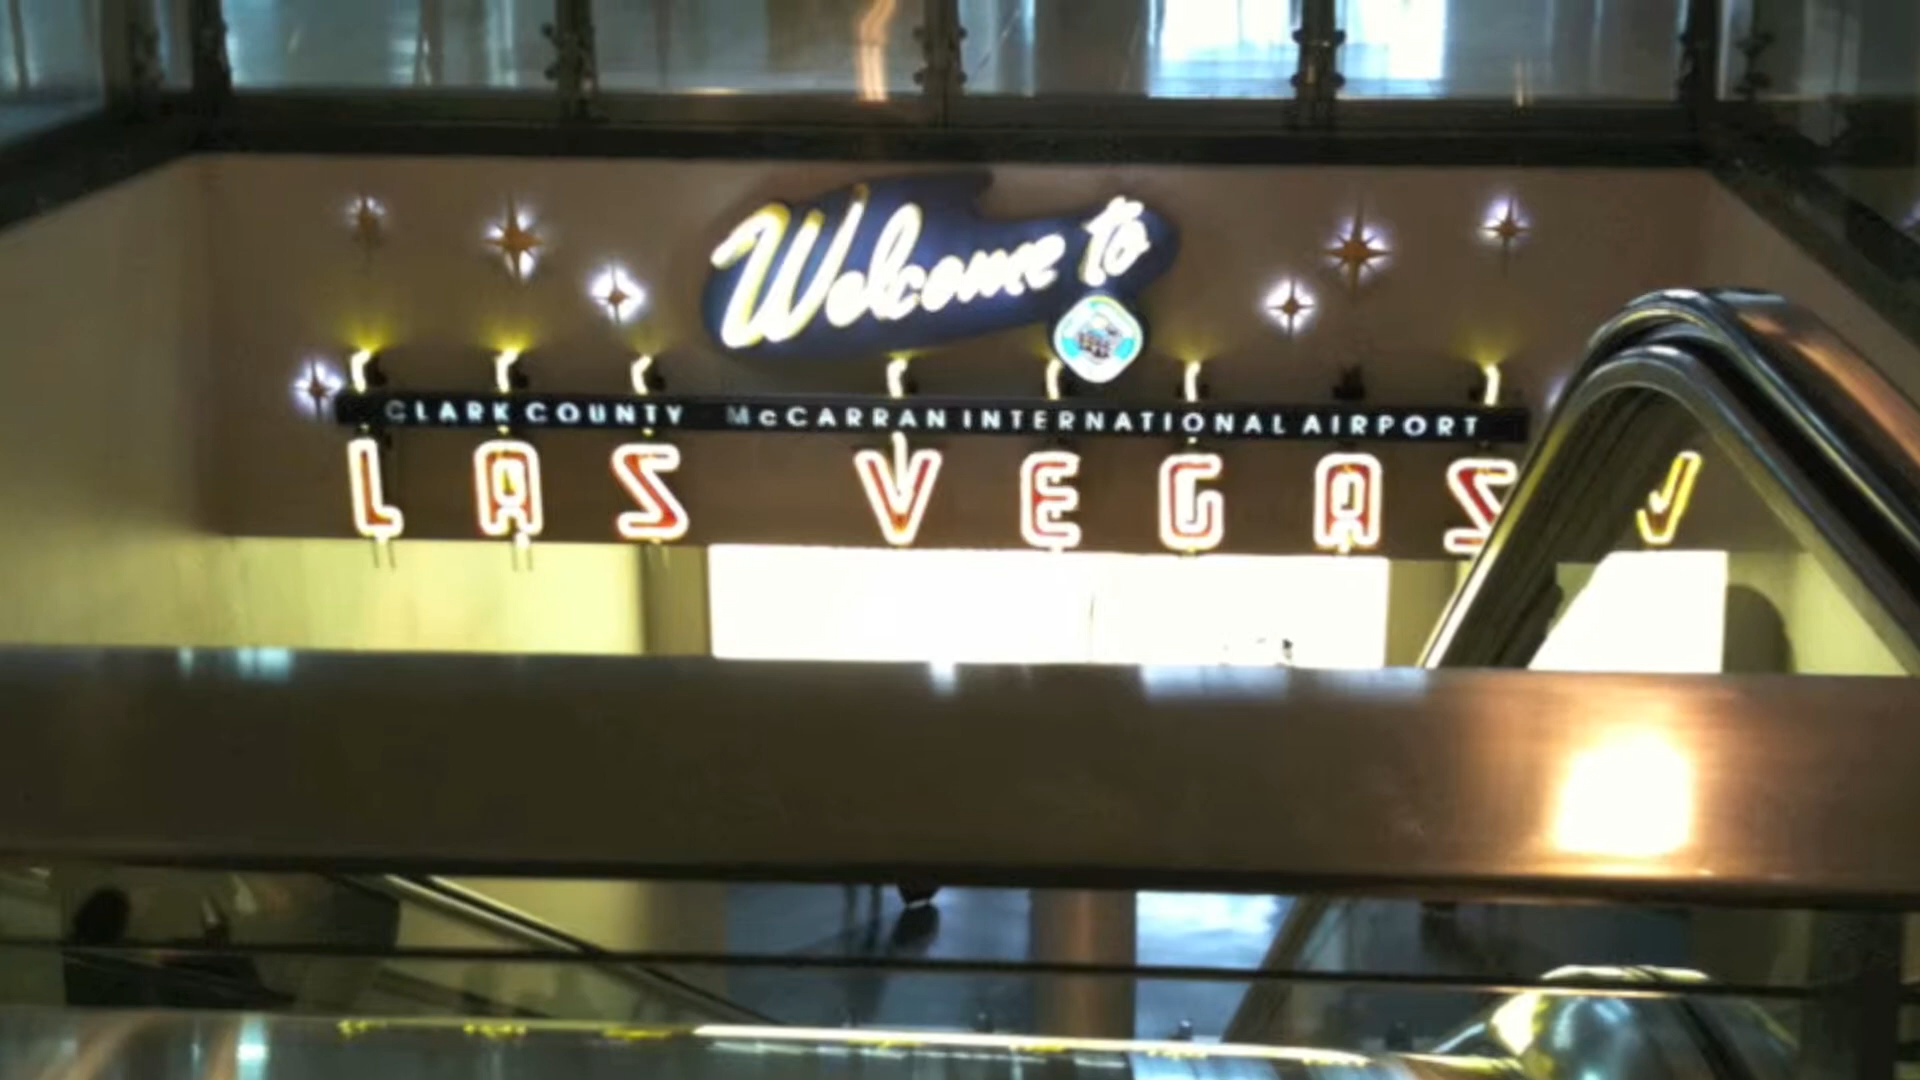 Welcome to
CLARK COUNTY McCARRAN INTERNATIONAL AIRPORT
LAS VEGAS